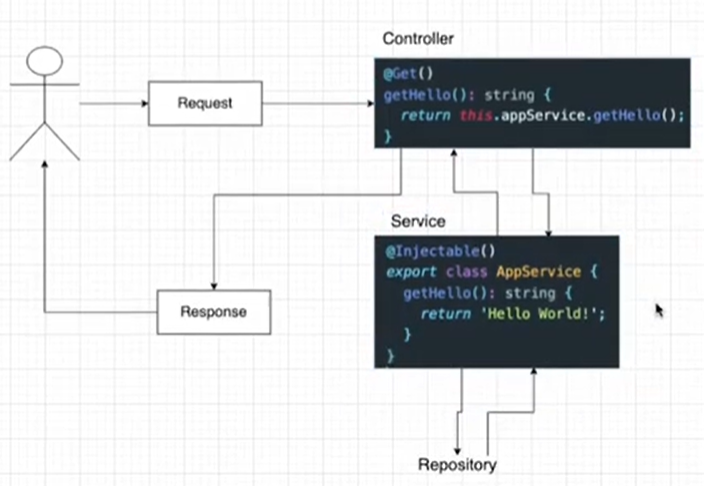 Controller
@Get()
getHello(): string {
return this.appService.getHello();
}
Request
Service
@Injectable()
export class AppService {
getHello(): string {
return 'Hello World!';
}
}
Response
Repository